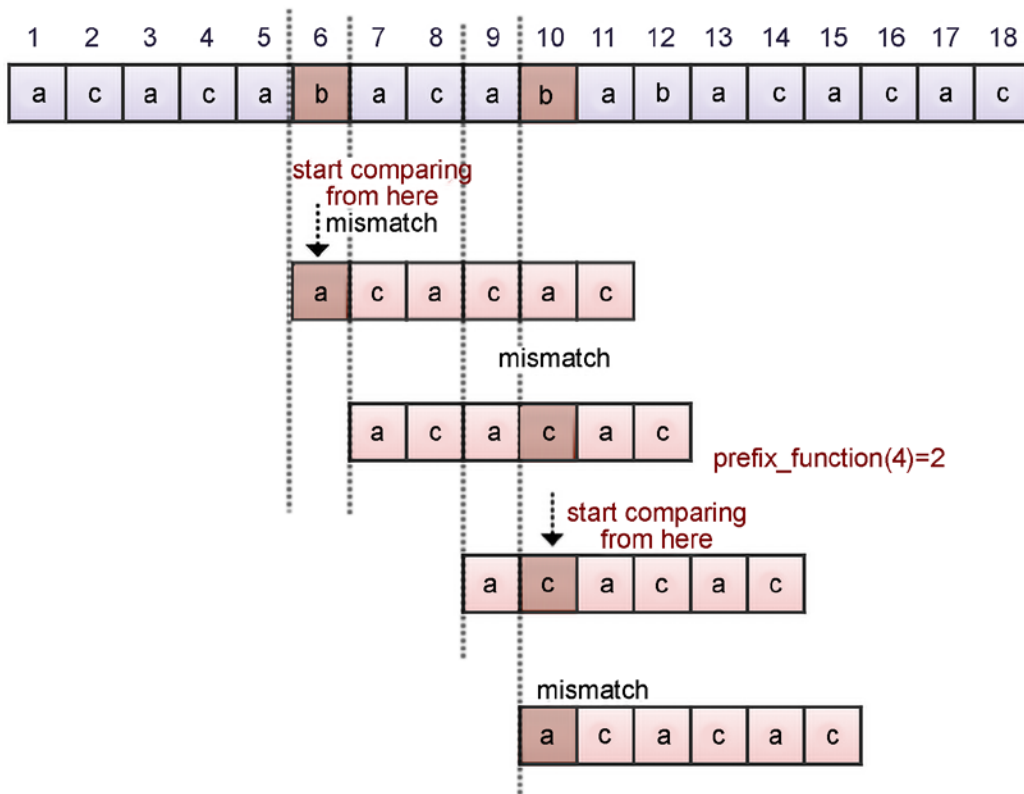 1 2 3 4 5 6 7 8 9 10 11 12 13 14 15 16 17 18
a c a c a b a c a b a b a c a c a c
start comparing
from here
mismatch
a c a c a c
mismatch
a c a c a c
prefix_function(4)=2
start comparing
from here
a c a c a c
mismatch
a c a c a c